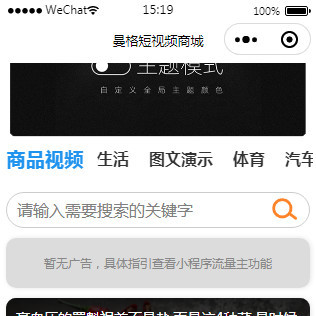 WeChat 15:19 100%
曼格短视频商城
主题模式
自定义全局主题颜色
商品视频 生活 图文演示 体育 汽车
请输入需要搜索的关键字
暂无广告，具体指引查看小程序流量主功能